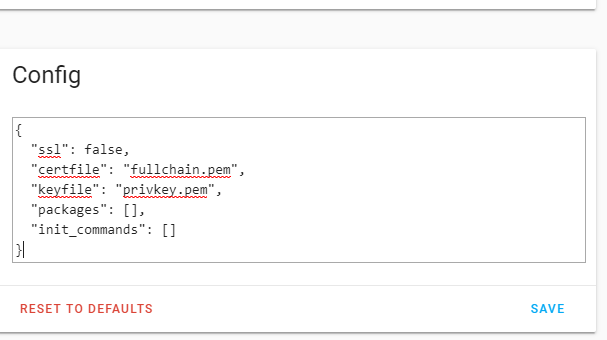 Config
{
  "ssl": false,
  "certfile": "fullchain.pem",
  "keyfile": "privkey.pem",
  "packages": [],
  "init_commands": []
}
RESET TO DEFAULTS SAVE